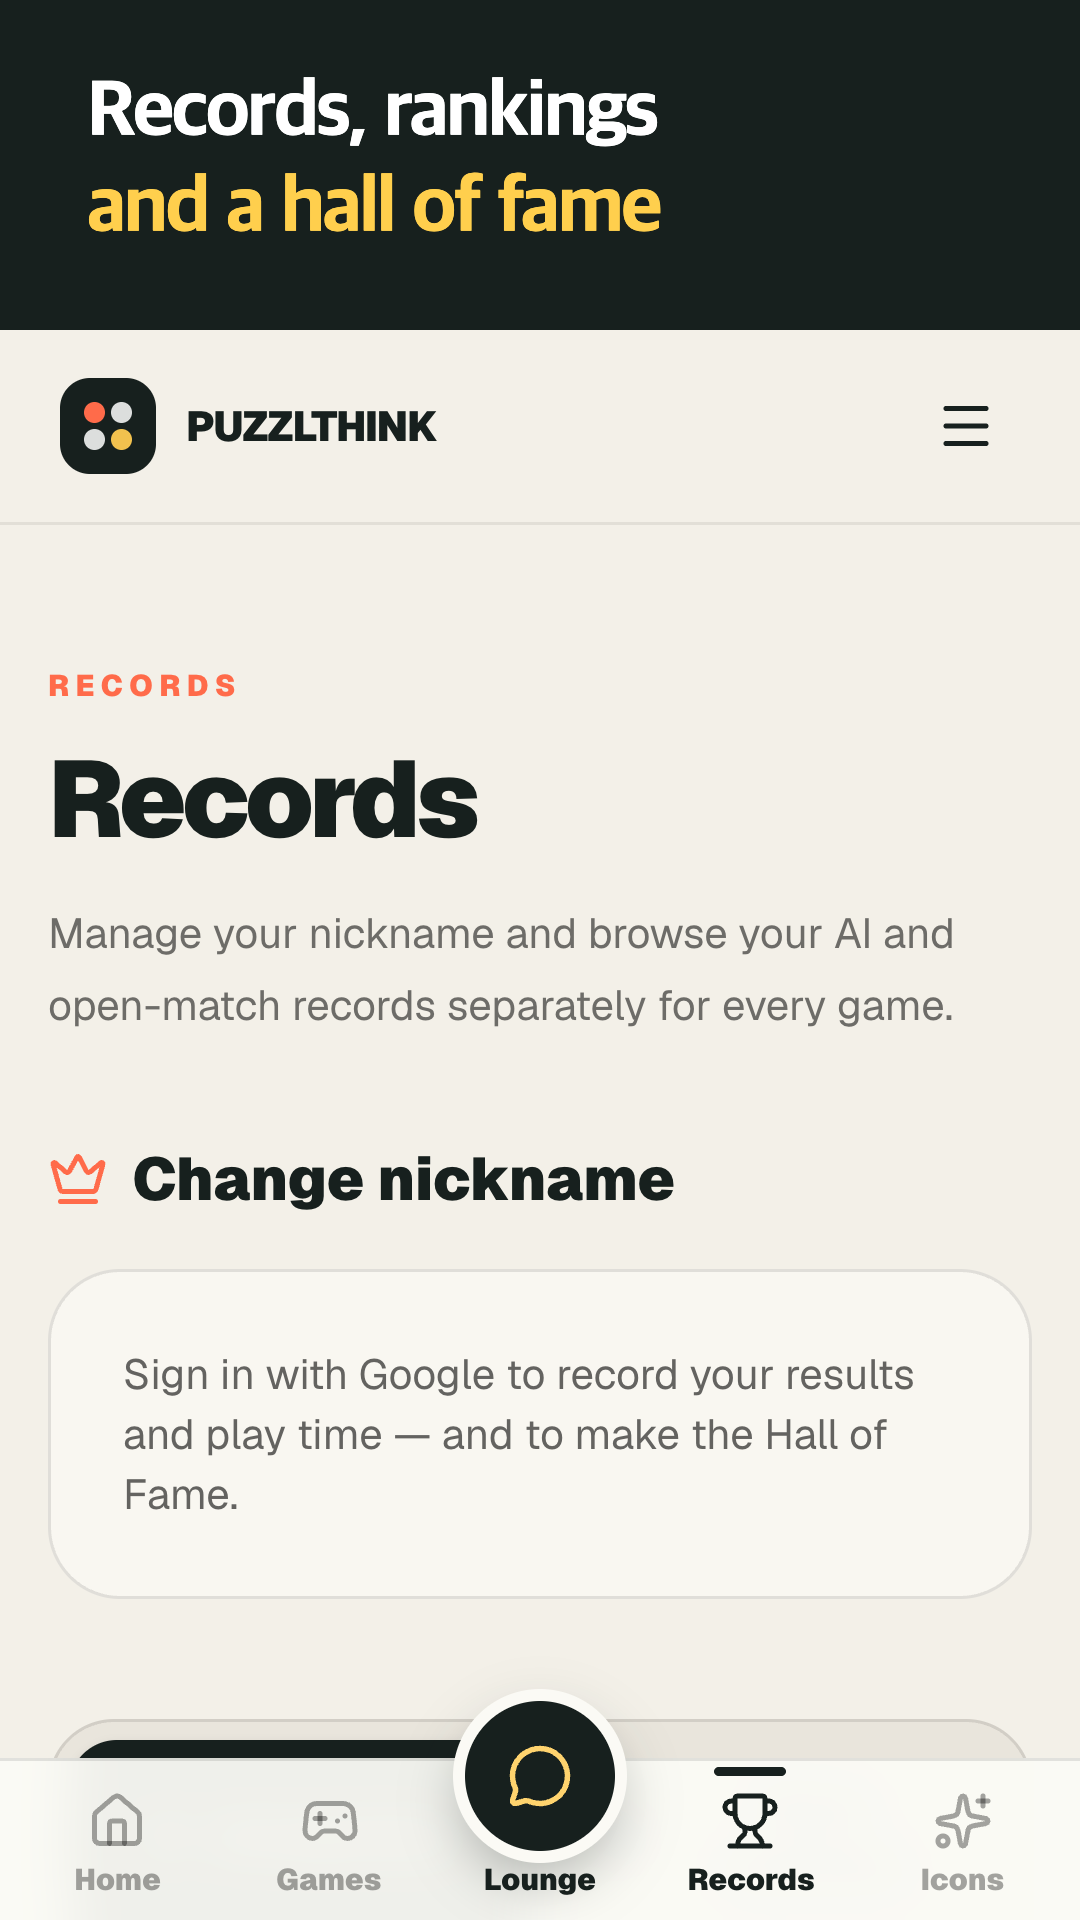 Records, rankings
and a hall of fame
PUZZLTHINK
RECORDS
Records
Manage your nickname and browse your AI and
open-match records separately for every game.
Change nickname
Sign in with Google to record your results
and play time — and to make the Hall of
Fame.
Home
Games
Lounge
Records
Icons